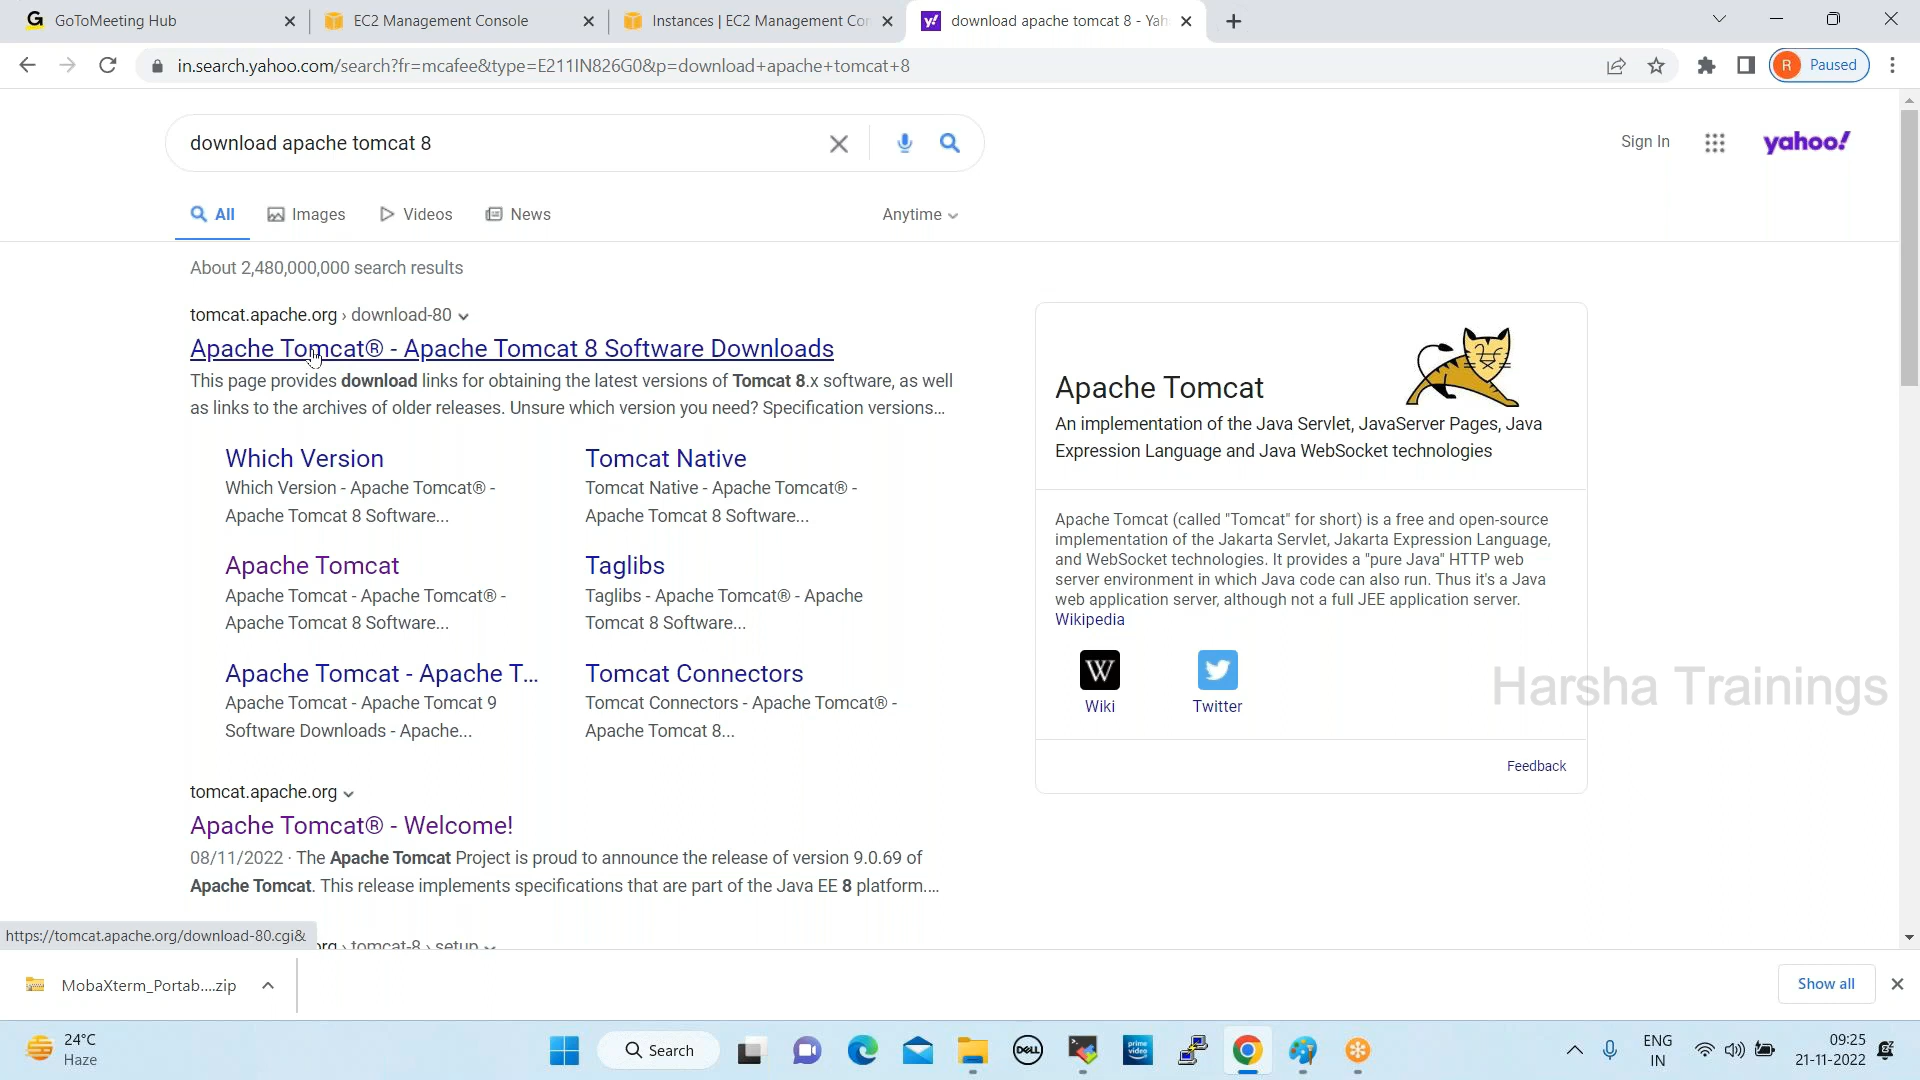 GoToMeeting Hub
EC2 Management Console
Instances | EC2 Management Con
download apache tomcat 8 - Yah
in.search.yahoo.com/search?fr=mcafee&type=E211IN826G0&p=download+apache+tomcat+8
R Paused
download apache tomcat 8
Sign In
yahoo!
All
Images
Videos
News
Anytime
About 2,480,000,000 search results
tomcat.apache.org › download-80
Apache Tomcat® - Apache Tomcat 8 Software Downloads
This page provides download links for obtaining the latest versions of Tomcat 8.x software, as well
as links to the archives of older releases. Unsure which version you need? Specification versions...
Which Version
Which Version - Apache Tomcat® -
Apache Tomcat 8 Software...
Tomcat Native
Tomcat Native - Apache Tomcat® -
Apache Tomcat 8 Software...
Apache Tomcat
Apache Tomcat - Apache Tomcat® -
Apache Tomcat 8 Software...
Taglibs
Taglibs - Apache Tomcat® - Apache
Tomcat 8 Software...
Apache Tomcat - Apache T...
Apache Tomcat - Apache Tomcat 9
Software Downloads - Apache...
Tomcat Connectors
Tomcat Connectors - Apache Tomcat® -
Apache Tomcat 8...
tomcat.apache.org
Apache Tomcat® - Welcome!
08/11/2022 · The Apache Tomcat Project is proud to announce the release of version 9.0.69 of
Apache Tomcat. This release implements specifications that are part of the Java EE 8 platform....
org › tomcat-8 › setup
Apache Tomcat
An implementation of the Java Servlet, JavaServer Pages, Java
Expression Language and Java WebSocket technologies
Apache Tomcat (called "Tomcat" for short) is a free and open-source
implementation of the Jakarta Servlet, Jakarta Expression Language,
and WebSocket technologies. It provides a "pure Java" HTTP web
server environment in which Java code can also run. Thus it's a Java
web application server, although not a full JEE application server.
Wikipedia
W
Wiki
Twitter
Feedback
Harsha Trainings
https://tomcat.apache.org/download-80.cgi&
MobaXterm_Portab....zip
Show all
24°C
Haze
Search
DELL
prime video
ENG
IN
09:25
21-11-2022